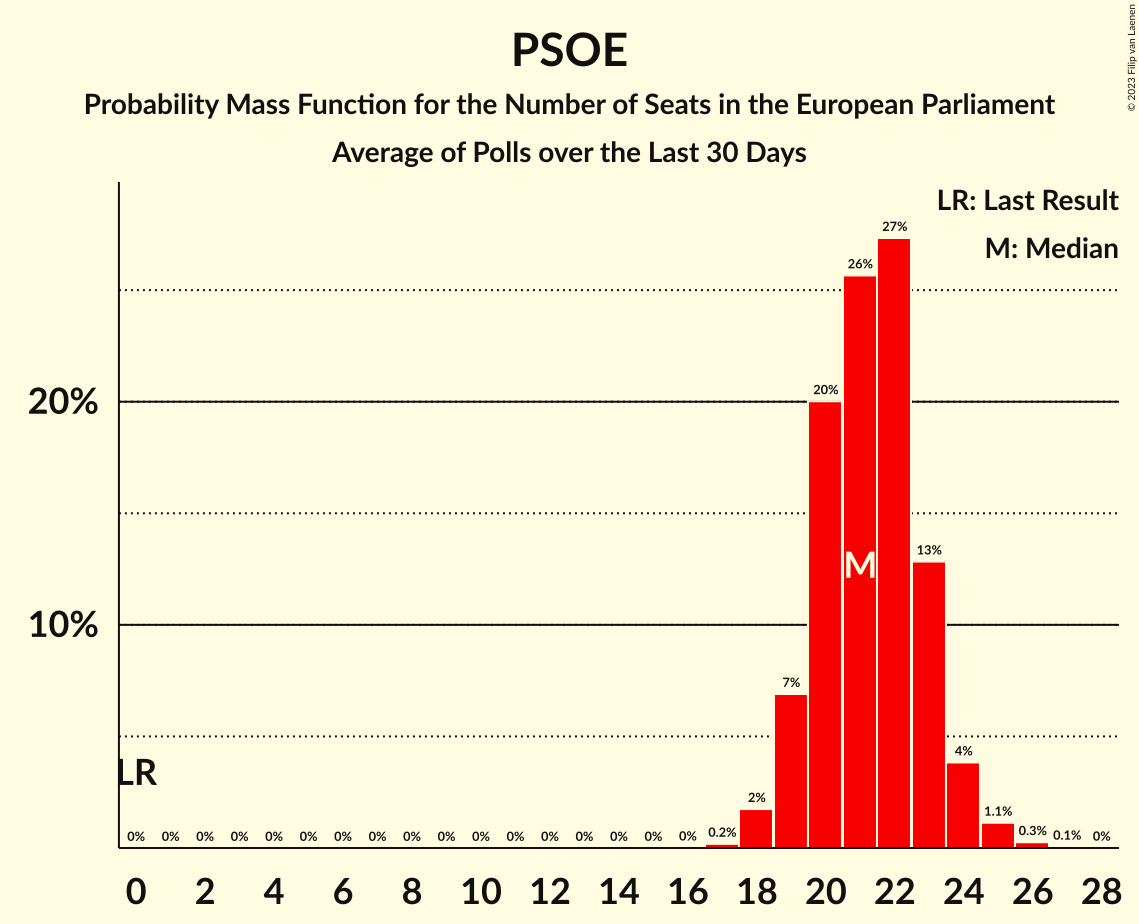 PSOE
Probability Mass Function for the Number of Seats in the European Parliament
Average of Polls over the Last 30 Days
© 2023 Filip van Laenen
LR: Last Result
M: Median
27%
26%
20%
20%
M
13%
10%
7%
4%
LR
2%
1.1%
0% 0% 0% 0% 0% 0% 0% 0% 0% 0% 0% 0% 0% 0% 0% 0% 0% 0.2% 0.3% 0.1% 0%
0 2 4 6 8 10 12 14 16 18 20 22 24 26 28